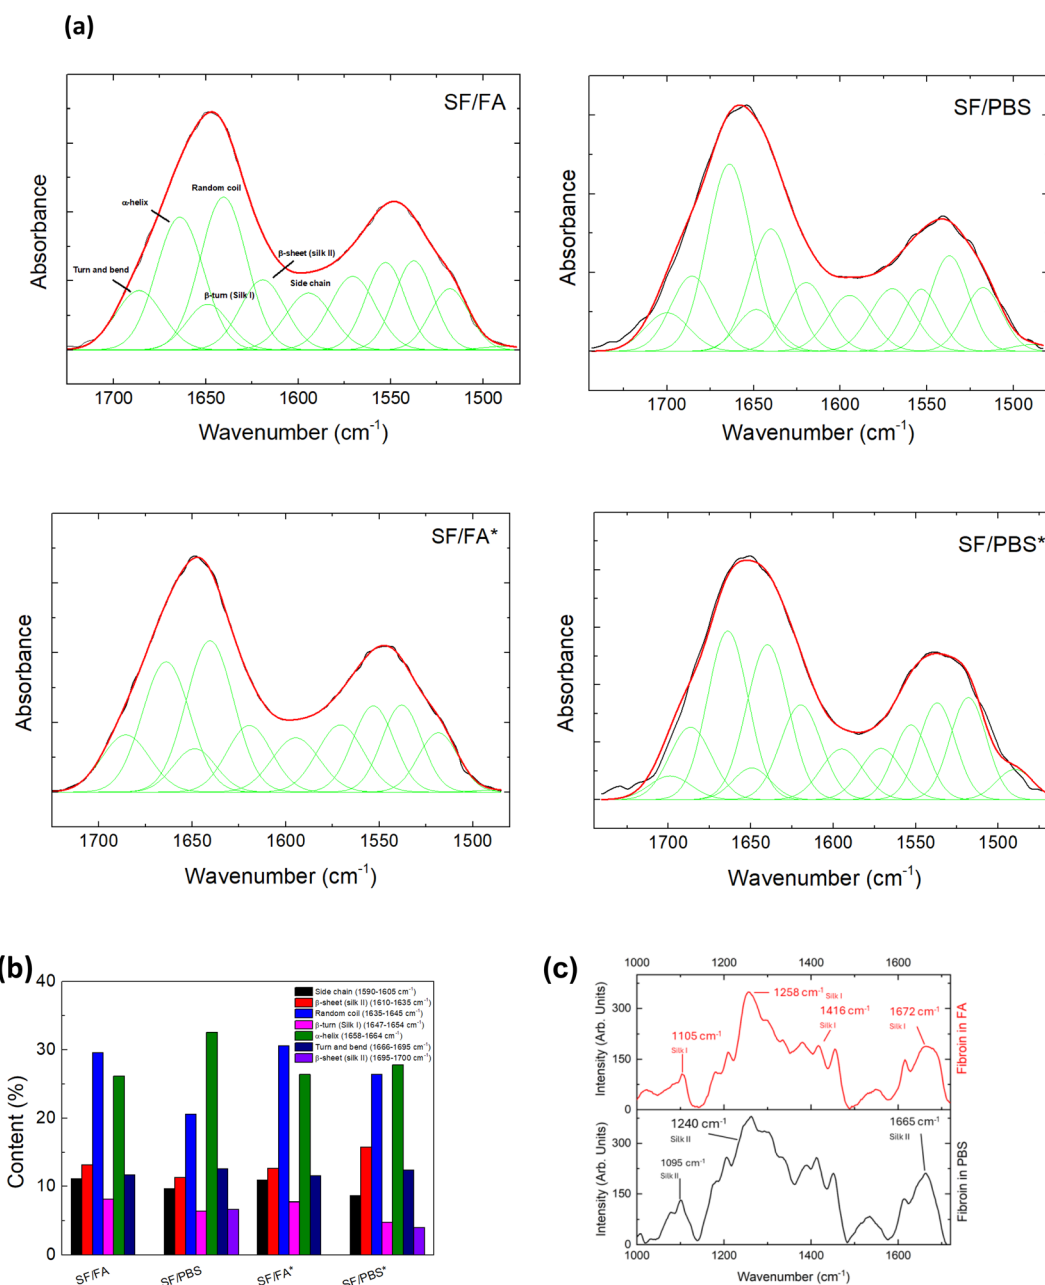 (a)
SF/FA
Absorbance
Turn and bend
α-helix
Random coil
β-turn (Silk I)
β-sheet (silk II)
Side chain
1700 1650 1600 1550 1500
Wavenumber (cm⁻¹)
SF/PBS
Absorbance
1700 1650 1600 1550 1500
Wavenumber (cm⁻¹)
SF/FA*
Absorbance
1700 1650 1600 1550 1500
Wavenumber (cm⁻¹)
SF/PBS*
Absorbance
1700 1650 1600 1550 1500
Wavenumber (cm⁻¹)
(b)
Content (%)
40
30
20
10
0
Side chain (1590-1605 cm⁻¹)
β-sheet (silk II) (1610-1635 cm⁻¹)
Random coil (1635-1645 cm⁻¹)
β-turn (Silk I) (1647-1654 cm⁻¹)
α-helix (1658-1664 cm⁻¹)
Turn and bend (1666-1695 cm⁻¹)
β-sheet (silk II) (1695-1700 cm⁻¹)
SF/FA SF/PBS SF/FA* SF/PBS*
(c)
1000 1200 1400 1600
Intensity (Arb. Units)
300
150
0
1105 cm⁻¹
Silk I
1258 cm⁻¹ Silk I
1416 cm⁻¹
Silk I
1672 cm⁻¹
Silk I
Fibroin in FA
Intensity (Arb. Units)
300
150
0
1095 cm⁻¹
Silk II
1240 cm⁻¹
Silk II
1665 cm⁻¹
Silk II
Fibroin in PBS
1000 1200 1400 1600
Wavenumber (cm⁻¹)